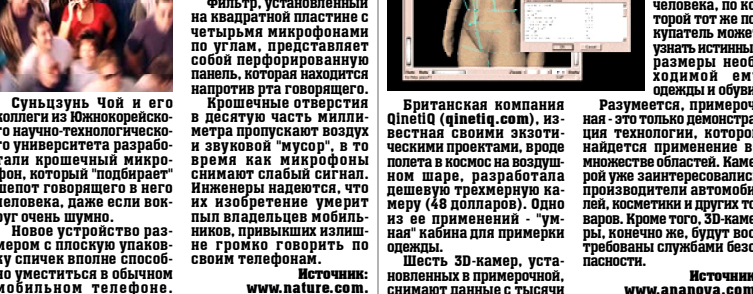 Суньцзунь Чой и его
коллеги из Южнокорейско-
го научно-технологическо-
го университета разрабо-
тали крошечный микро-
фон, который "подбирает"
шепот говорящего в него
человека, даже если вок-
руг очень шумно.
Новое устройство раз-
мером с плоскую упаков-
ку спичек вполне способ-
но уместиться в обычном
мобильном телефоне.
Фильтр, установленный
на квадратной пластине с
четырьмя микрофонами
по углам, представляет
собой перфорированную
панель, которая находится
напротив рта говорящего.
Крошечные отверстия
в десятую часть милли-
метра пропускают воздух
и звуковой "мусор", в то
время как микрофоны
снимают слабый сигнал.
Инженеры надеются, что
их изобретение умерит
пыл владельцев мобиль-
ников, привыкших излиш-
не громко говорить по
своим телефонам.
Источник:
www.nature.com.
Британская компания
QinetiQ (qinetiq.com), из-
вестная своими экзоти-
ческими проектами, вроде
полета в космос на воздуш-
ном шаре, разработала
дешевую трехмерную ка-
меру (48 долларов). Одно
из ее применений - "ум-
ная" кабина для примерки
одежды.
Шесть 3D-камер, уста-
новленных в примерочной,
снимают данные с тысячи
человека, по ко-
торой тот же по-
купатель может
узнать истинные
размеры необ-
ходимой ему
одежды и обуви.
Разумеется, примероч-
ная - это только демонстра-
ция технологии, которой
найдется применение в
множестве областей. Каме-
рой уже заинтересовались
производители автомоби-
лей, косметики и других то-
варов. Кроме того, 3D-каме-
ры, конечно же, будут вос-
требованы службами безо-
пасности.
Источник:
www.ananova.com